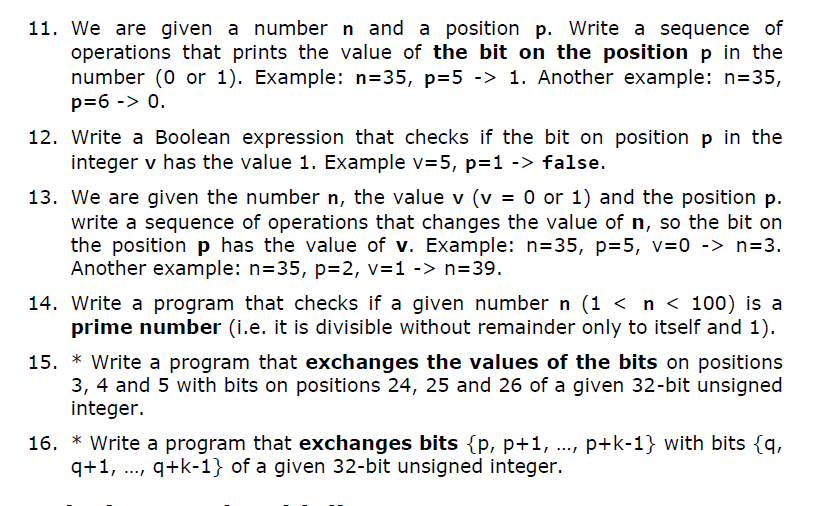 11. We are given a number n and a position p. Write a sequence of
operations that prints the value of the bit on the position p in the
number (0 or 1). Example: n=35, p=5 -> 1. Another example: n=35,
p=6 -> 0.
12. Write a Boolean expression that checks if the bit on position p in the
integer v has the value 1. Example v=5, p=1 -> false.
13. We are given the number n, the value v (v = 0 or 1) and the position p.
write a sequence of operations that changes the value of n, so the bit on
the position p has the value of v. Example: n=35, p=5, v=0 -> n=3.
Another example: n=35, p=2, v=1 -> n=39.
14. Write a program that checks if a given number n (1 < n < 100) is a
prime number (i.e. it is divisible without remainder only to itself and 1).
15. * Write a program that exchanges the values of the bits on positions
3, 4 and 5 with bits on positions 24, 25 and 26 of a given 32-bit unsigned
integer.
16. * Write a program that exchanges bits {p, p+1, …, p+k-1} with bits {q,
q+1, …, q+k-1} of a given 32-bit unsigned integer.